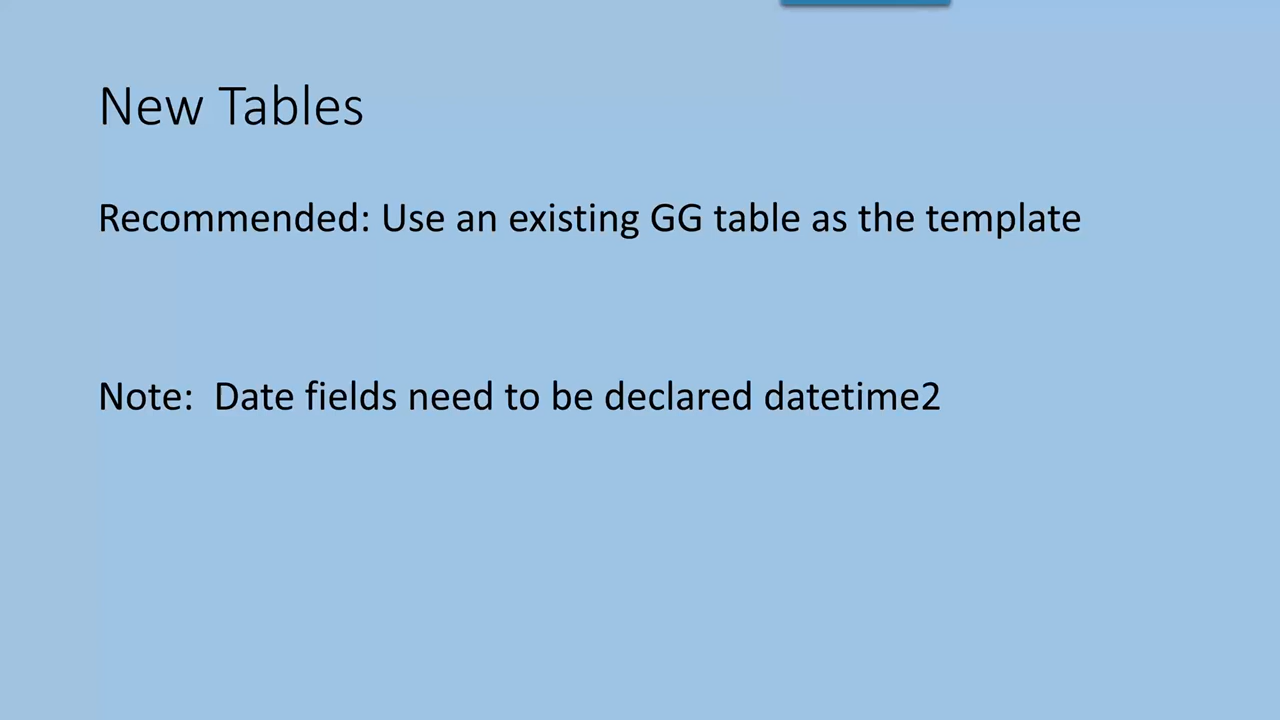 New Tables
Recommended: Use an existing GG table as the template
Note:  Date fields need to be declared datetime2